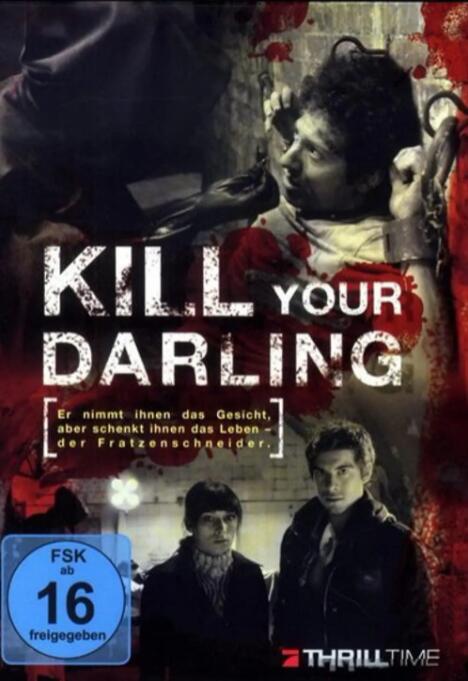 KILL YOUR
DARLING
[Er nimmt ihnen das Gesicht,
aber schenkt ihnen das Leben –
der Fratzenschneider.]
FSK
ab
16
freigegeben
THRILLTIME